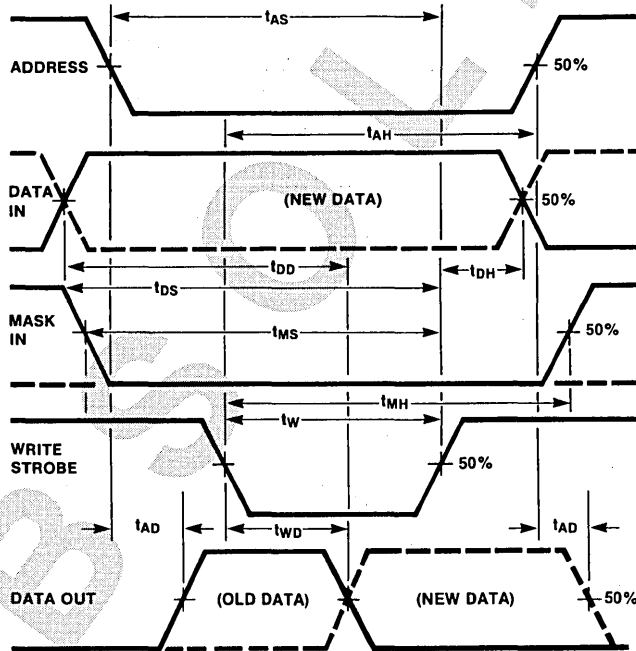 tAS
ADDRESS
50%
tAH
DATA
IN
(NEW DATA)
50%
tDD
tDH
tDS
MASK
IN
tMS
50%
tMH
tW
WRITE
STROBE
50%
tAD
tWD
tAD
DATA OUT
(OLD DATA)
(NEW DATA)
50%